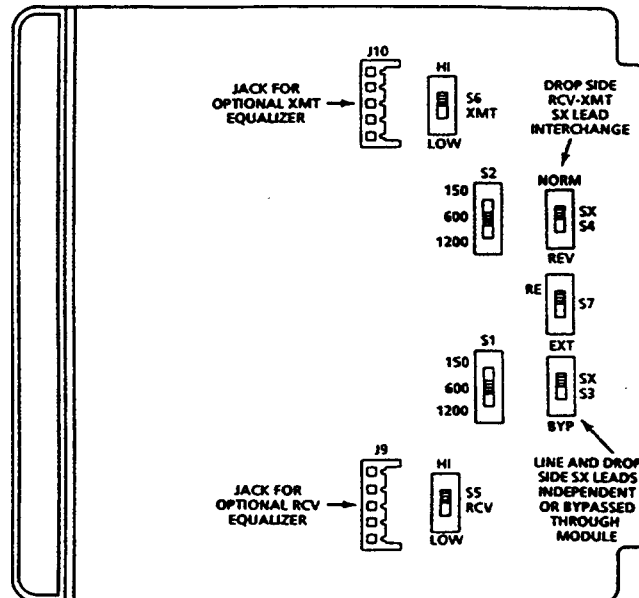 J10
HI
JACK FOR
OPTIONAL XMT
EQUALIZER
S6
XMT
LOW
DROP SIDE
RCV-XMT
SX LEAD
INTERCHANGE
S2
150
600
1200
NORM
SX
S4
REV
RE
S7
EXT
S1
150
600
1200
SX
S3
BYP
J9
HI
JACK FOR
OPTIONAL RCV
EQUALIZER
S5
RCV
LOW
LINE AND DROP
SIDE SX LEADS
INDEPENDENT
OR BYPASSED
THROUGH
MODULE